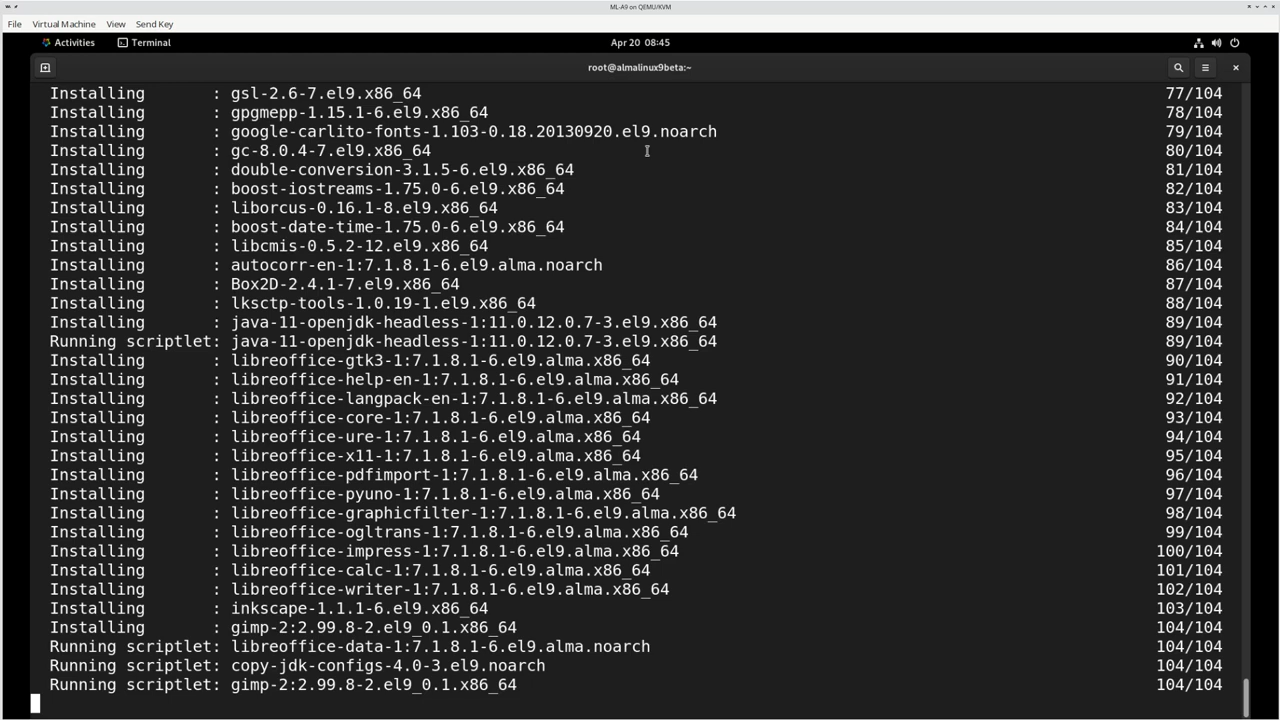 ML-A9 on QEMU/KVM
File Virtual Machine View Send Key
Activities Terminal Apr 20 08:45
root@almalinux9beta:~
Installing : gsl-2.6-7.el9.x86_64 77/104
Installing : gpgmepp-1.15.1-6.el9.x86_64 78/104
Installing : google-carlito-fonts-1.103-0.18.20130920.el9.noarch 79/104
Installing : gc-8.0.4-7.el9.x86_64 80/104
Installing : double-conversion-3.1.5-6.el9.x86_64 81/104
Installing : boost-iostreams-1.75.0-6.el9.x86_64 82/104
Installing : liborcus-0.16.1-8.el9.x86_64 83/104
Installing : boost-date-time-1.75.0-6.el9.x86_64 84/104
Installing : libcmis-0.5.2-12.el9.x86_64 85/104
Installing : autocorr-en-1:7.1.8.1-6.el9.alma.noarch 86/104
Installing : Box2D-2.4.1-7.el9.x86_64 87/104
Installing : lksctp-tools-1.0.19-1.el9.x86_64 88/104
Installing : java-11-openjdk-headless-1:11.0.12.0.7-3.el9.x86_64 89/104
Running scriptlet: java-11-openjdk-headless-1:11.0.12.0.7-3.el9.x86_64 89/104
Installing : libreoffice-gtk3-1:7.1.8.1-6.el9.alma.x86_64 90/104
Installing : libreoffice-help-en-1:7.1.8.1-6.el9.alma.x86_64 91/104
Installing : libreoffice-langpack-en-1:7.1.8.1-6.el9.alma.x86_64 92/104
Installing : libreoffice-core-1:7.1.8.1-6.el9.alma.x86_64 93/104
Installing : libreoffice-ure-1:7.1.8.1-6.el9.alma.x86_64 94/104
Installing : libreoffice-x11-1:7.1.8.1-6.el9.alma.x86_64 95/104
Installing : libreoffice-pdfimport-1:7.1.8.1-6.el9.alma.x86_64 96/104
Installing : libreoffice-pyuno-1:7.1.8.1-6.el9.alma.x86_64 97/104
Installing : libreoffice-graphicfilter-1:7.1.8.1-6.el9.alma.x86_64 98/104
Installing : libreoffice-ogltrans-1:7.1.8.1-6.el9.alma.x86_64 99/104
Installing : libreoffice-impress-1:7.1.8.1-6.el9.alma.x86_64 100/104
Installing : libreoffice-calc-1:7.1.8.1-6.el9.alma.x86_64 101/104
Installing : libreoffice-writer-1:7.1.8.1-6.el9.alma.x86_64 102/104
Installing : inkscape-1.1.1-6.el9.x86_64 103/104
Installing : gimp-2:2.99.8-2.el9_0.1.x86_64 104/104
Running scriptlet: libreoffice-data-1:7.1.8.1-6.el9.alma.noarch 104/104
Running scriptlet: copy-jdk-configs-4.0-3.el9.noarch 104/104
Running scriptlet: gimp-2:2.99.8-2.el9_0.1.x86_64 104/104